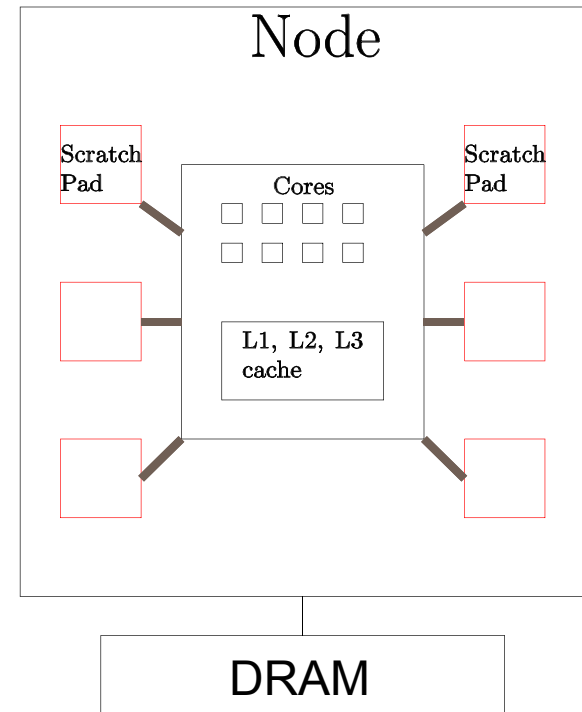 Node
Scratch
Pad
Scratch
Pad
Cores
L1, L2, L3
cache
DRAM